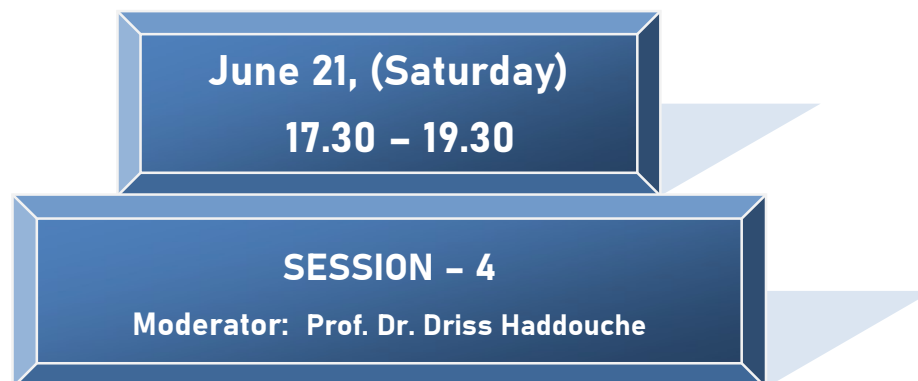 June 21, (Saturday)
17.30 – 19.30
SESSION – 4
Moderator: Prof. Dr. Driss Haddouche